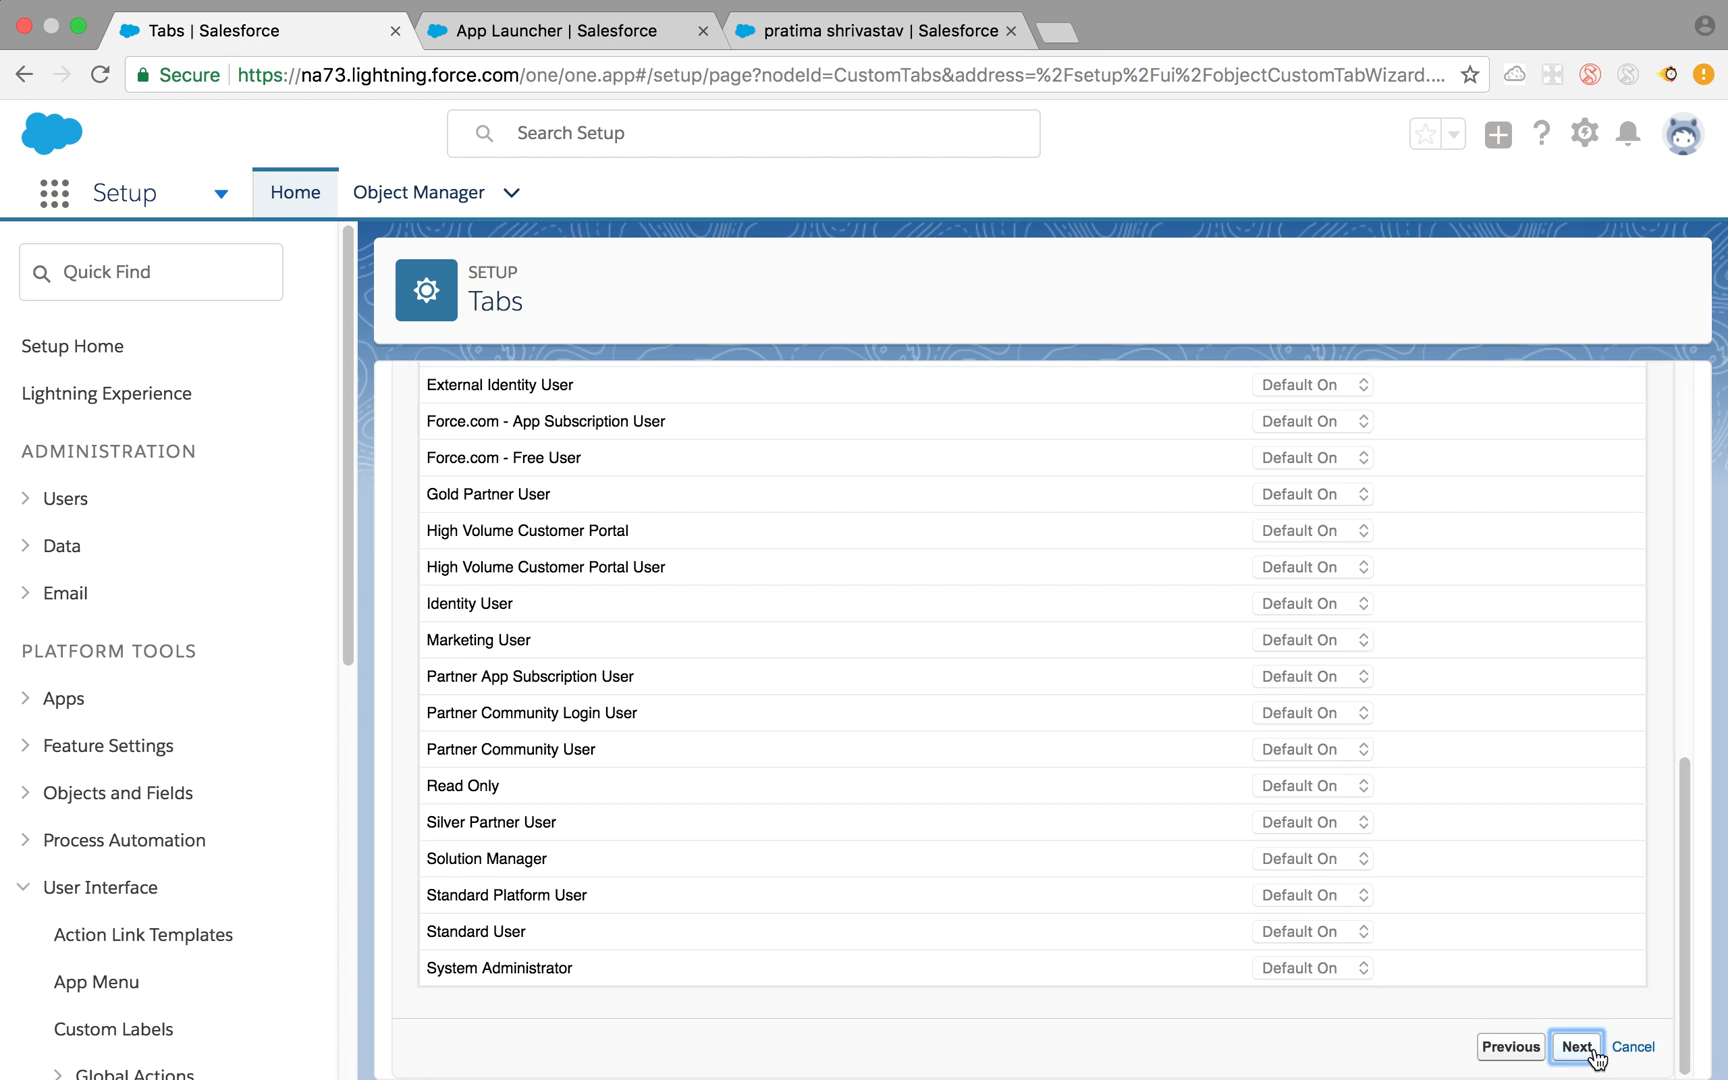 Tabs | Salesforce
App Launcher | Salesforce
pratima shrivastav | Salesforce
Secure
https://na73.lightning.force.com/one/one.app#/setup/page?nodeId=CustomTabs&address=%2Fsetup%2Fui%2FobjectCustomTabWizard....
Search Setup
Setup
Home
Object Manager
Quick Find
Setup Home
Lightning Experience
ADMINISTRATION
Users
Data
Email
PLATFORM TOOLS
Apps
Feature Settings
Objects and Fields
Process Automation
User Interface
Action Link Templates
App Menu
Custom Labels
Global Actions
SETUP
Tabs
External Identity User Default On
Force.com - App Subscription User Default On
Force.com - Free User Default On
Gold Partner User Default On
High Volume Customer Portal Default On
High Volume Customer Portal User Default On
Identity User Default On
Marketing User Default On
Partner App Subscription User Default On
Partner Community Login User Default On
Partner Community User Default On
Read Only Default On
Silver Partner User Default On
Solution Manager Default On
Standard Platform User Default On
Standard User Default On
System Administrator Default On
Previous Next Cancel